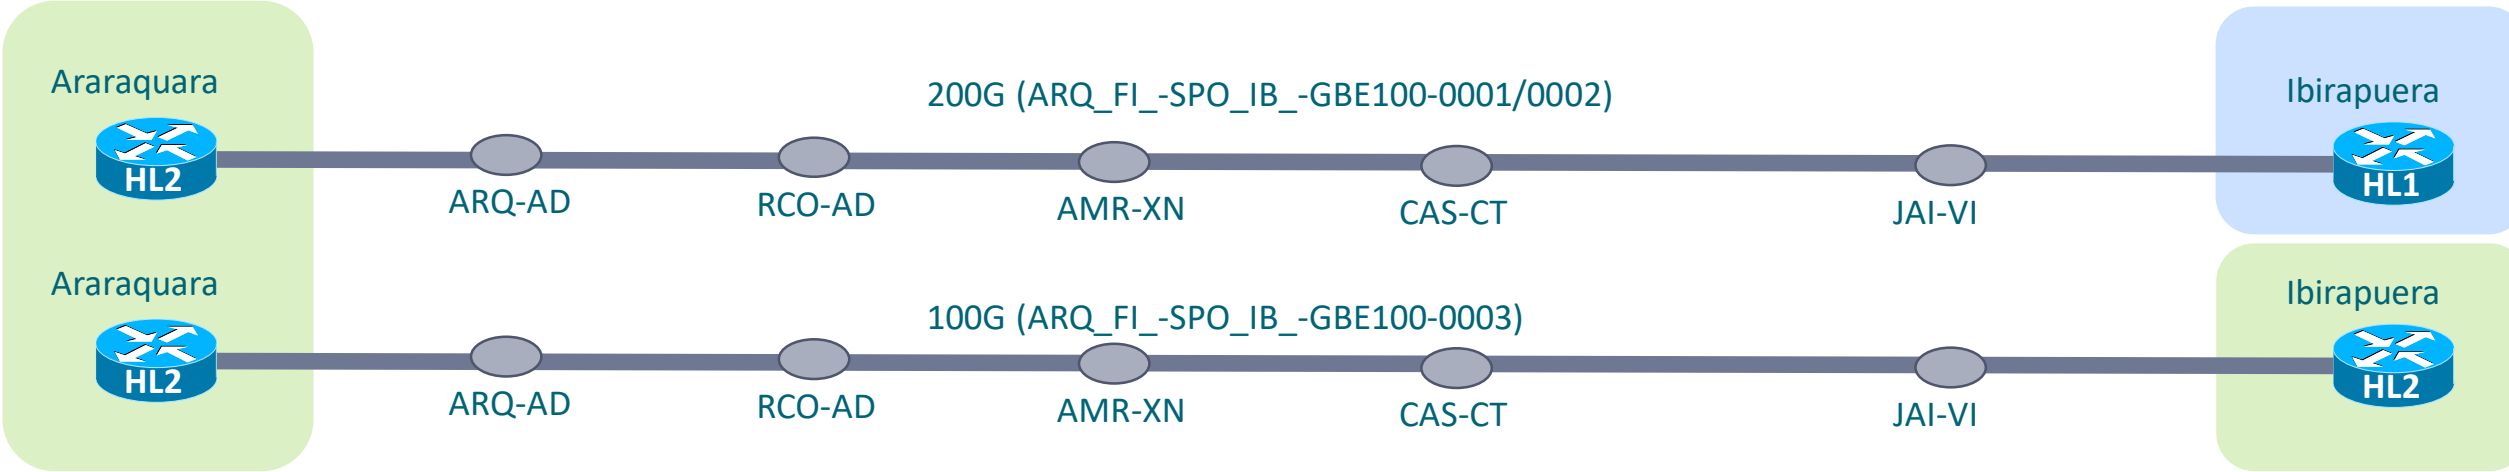 Araraquara
200G (ARQ_FI_-SPO_IB_-GBE100-0001/0002)
Ibirapuera
HL2
HL1
ARQ-AD
RCO-AD
AMR-XN
CAS-CT
JAI-VI
Araraquara
100G (ARQ_FI_-SPO_IB_-GBE100-0003)
Ibirapuera
HL2
HL2
ARQ-AD
RCO-AD
AMR-XN
CAS-CT
JAI-VI